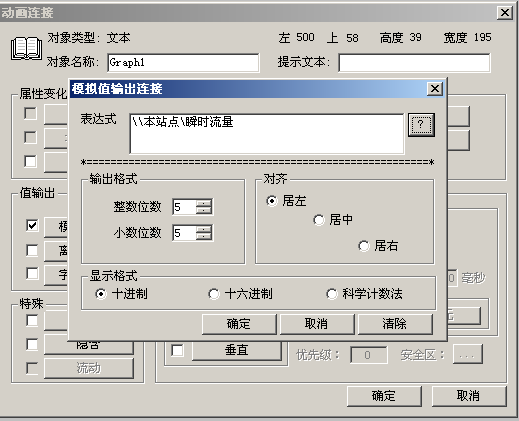 动画连接
对象类型: 文本
左 500 上 58 高度 39 宽度 195
对象名称: Graph1
提示文本:
属性变化
模拟值输出连接
表达式
\\本站点\瞬时流量
?
*=====================================================*
输出格式
整数位数 5
小数位数 5
对齐
居左
居中
居右
显示格式
十进制
十六进制
科学计数法
确定
取消
清除
值输出
模
离
字
0 毫秒
特殊
隐含
流动
垂直
优先级: 0
安全区: ...
确定
取消